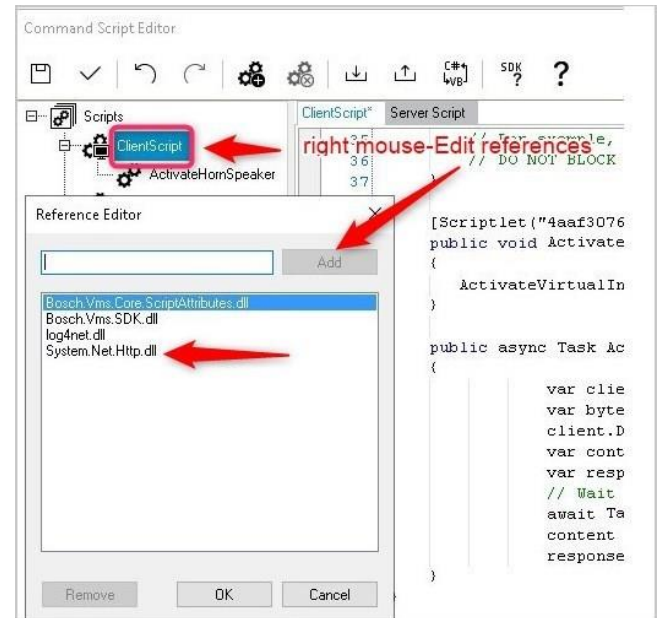 Command Script Editor
C# VB SDK ? ?
Scripts
ClientScript
ActivateHornSpeaker
ClientScript* Server Script
right mouse-Edit references
36 // DO NOT BLOCK
37
Reference Editor
Add
Bosch.Vms.Core.ScriptAttributes.dll
Bosch.Vms.SDK.dll
log4net.dll
System.Net.Http.dll
Remove OK Cancel
[Scriptlet("4aaf3076
public void Activate
{
ActivateVirtualIn
}
public async Task Ac
{
var clie
var byte
client.D
var cont
var resp
// Wait
await Ta
content
response
}